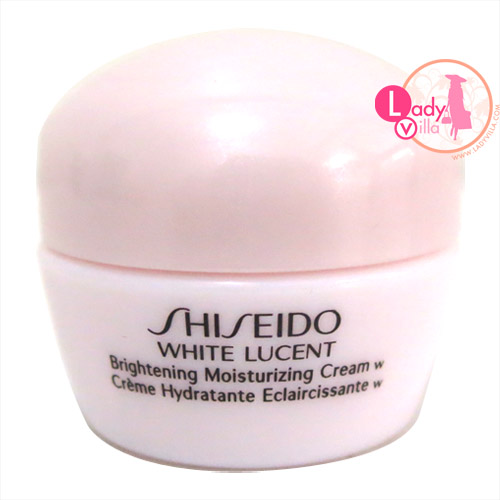 Lady
Villa
WWW.LADYVILLA.COM
SHISEIDO
WHITE LUCENT
Brightening Moisturizing Cream w
Crème Hydratante Eclaircissante w